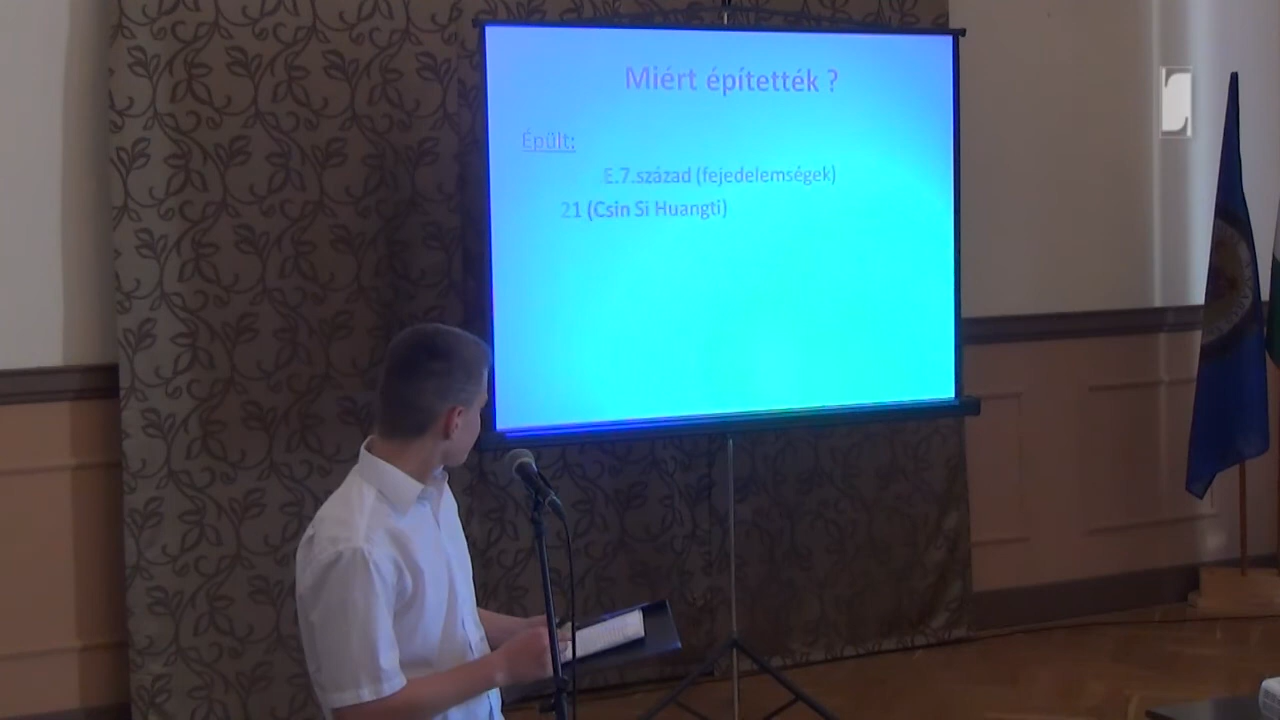 Miért építették ?
Épült:
E.7.század (fejedelemségek)
21 (Csin Si Huangti)